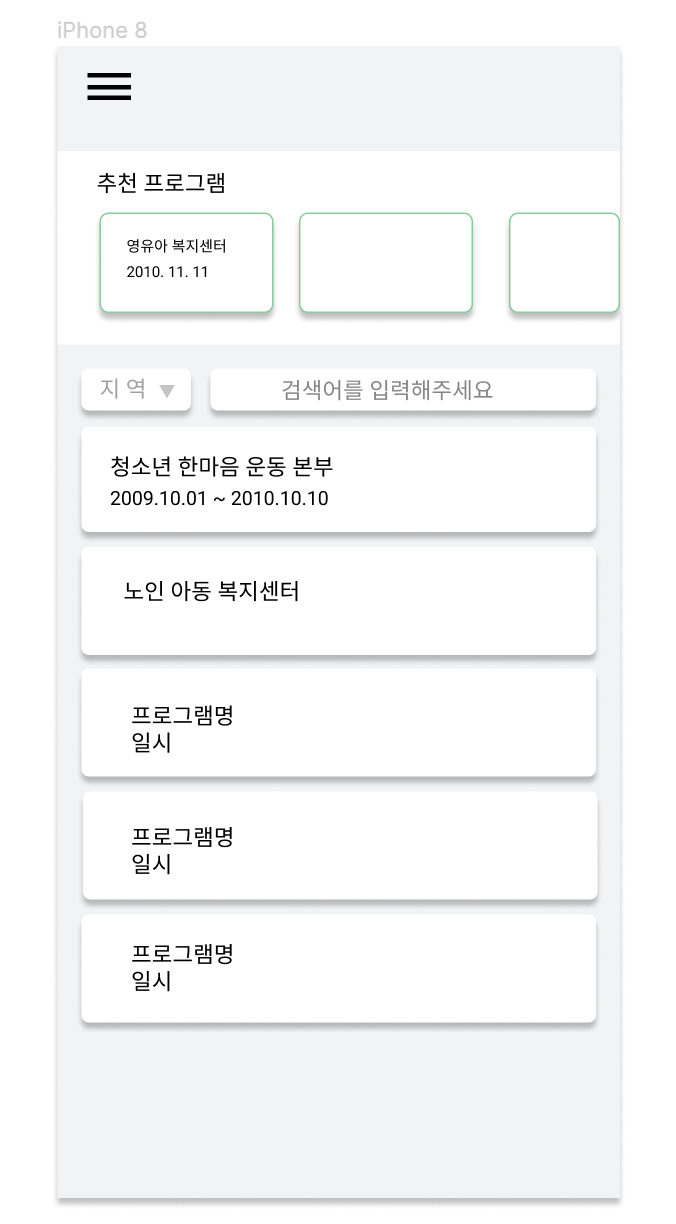 iPhone 8
추천 프로그램
영유아 복지센터
2010. 11. 11
지 역 ▼
검색어를 입력해주세요
청소년 한마음 운동 본부
2009.10.01 ~ 2010.10.10
노인 아동 복지센터
프로그램명
일시
프로그램명
일시
프로그램명
일시